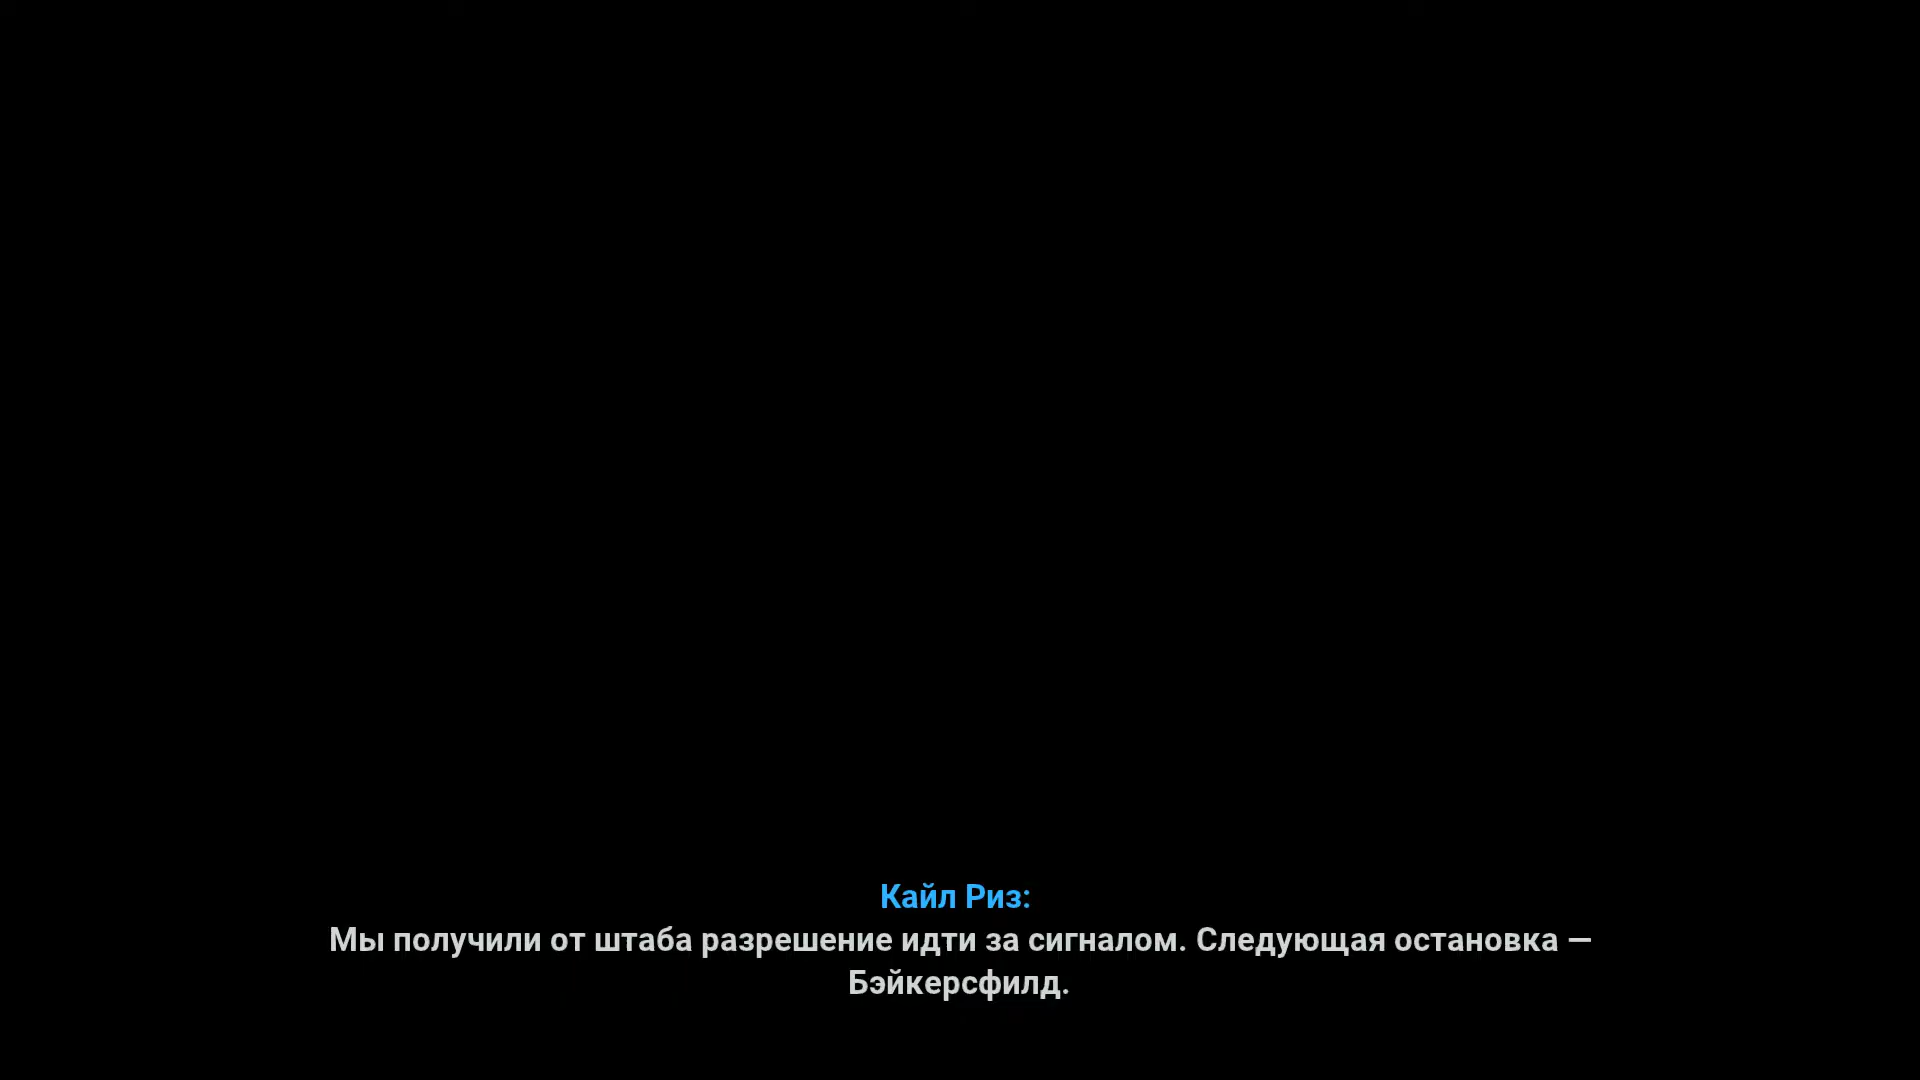 Кайл Риз:
Мы получили от штаба разрешение идти за сигналом. Следующая остановка —
Бэйкерсфилд.